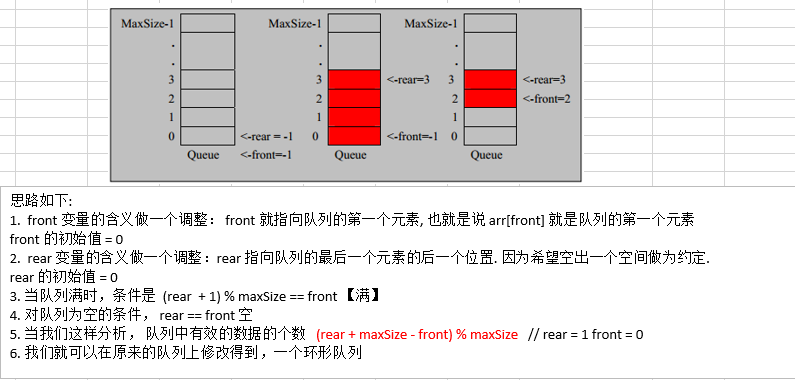 MaxSize-1 MaxSize-1 MaxSize-1
. . .
. . .
3 3 <-rear=3 3 <-rear=3
2 2 2 <-front=2
1 1 1
0 <-rear = -1 0 <-front=-1 0
Queue <-front=-1 Queue Queue
思路如下:
1. front 变量的含义做一个调整： front 就指向队列的第一个元素, 也就是说 arr[front] 就是队列的第一个元素
front 的初始值 = 0
2. rear 变量的含义做一个调整：rear 指向队列的最后一个元素的后一个位置. 因为希望空出一个空间做为约定.
rear 的初始值 = 0
3. 当队列满时，条件是 (rear + 1) % maxSize == front 【满】
4. 对队列为空的条件， rear == front 空
5. 当我们这样分析， 队列中有效的数据的个数 (rear + maxSize - front) % maxSize // rear = 1 front = 0
6. 我们就可以在原来的队列上修改得到，一个环形队列